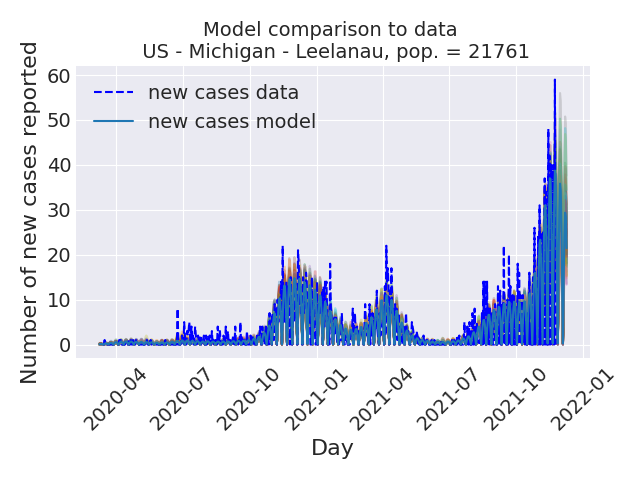 Model comparison to data
US - Michigan - Leelanau, pop. = 21761
Number of new cases reported
60
50
40
30
20
10
0
new cases data
new cases model
2020-04
2020-07
2020-10
2021-01
2021-04
2021-07
2021-10
2022-01
Day